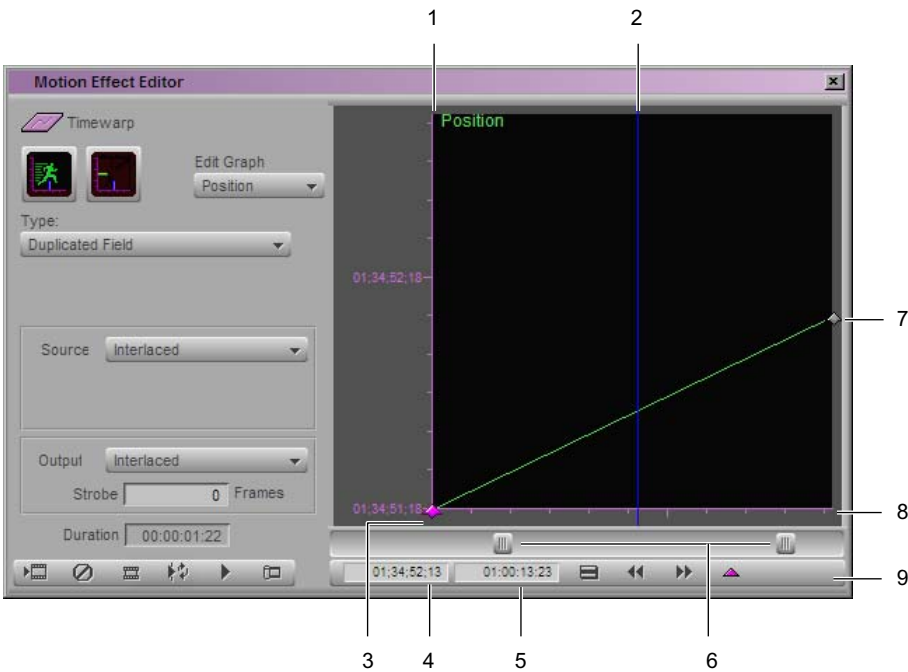 1 2
Motion Effect Editor
Timewarp
Position
Edit Graph
Position
Type:
Duplicated Field
01;34;52;18
7
Source Interlaced
Output Interlaced
Strobe 0 Frames
01;34;51;18
8
Duration 00:00:01:22
01;34;52;13 01:00:13:23
9
3 4 5 6